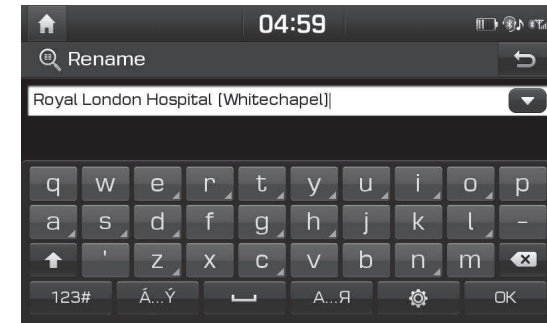 04:59
Rename
Royal London Hospital (Whitechapel)
q w e r t y u i o p
a s d f g h j k l -
' z x c v b n m
123# Á...Ý A...Я OK